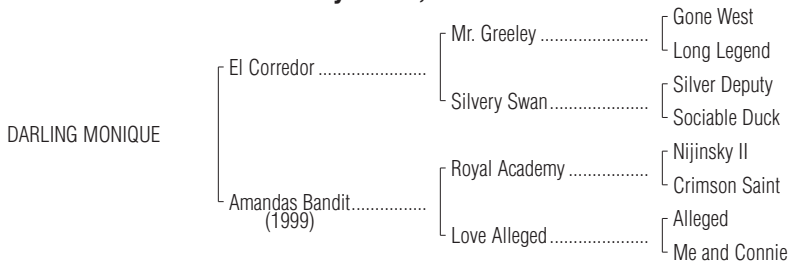 Gone West
Mr. Greeley ......................
Long Legend
El Corredor ......................
Silver Deputy
Silvery Swan....................
Sociable Duck
DARLING MONIQUE
Nijinsky II
Royal Academy ................
Crimson Saint
Amandas Bandit...............
(1999)
Alleged
Love Alleged....................
Me and Connie